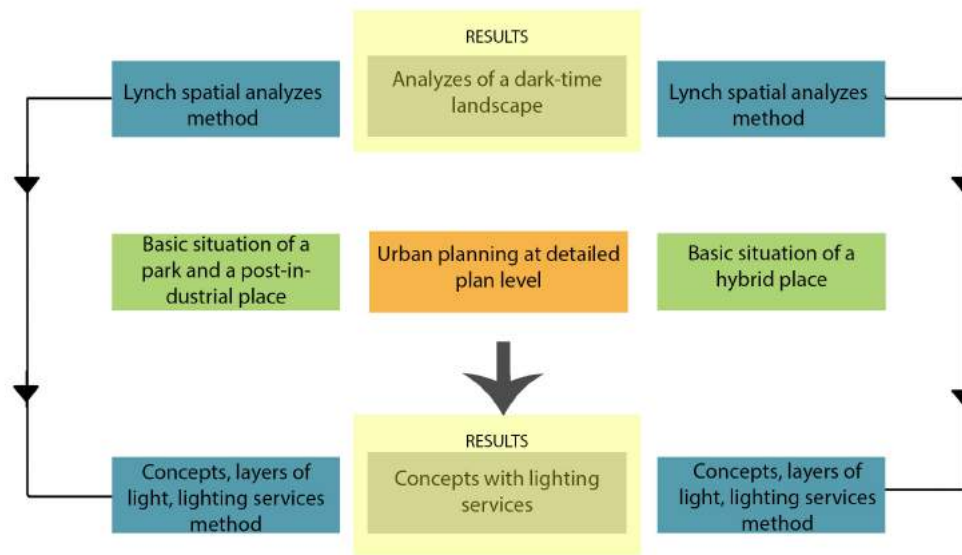 RESULTS
Lynch spatial analyzes
method
Analyzes of a dark-time
landscape
Lynch spatial analyzes
method
Basic situation of a
park and a post-in-
dustrial place
Urban planning at detailed
plan level
Basic situation of a
hybrid place
RESULTS
Concepts, layers of
light, lighting services
method
Concepts with lighting
services
Concepts, layers of
light, lighting services
method